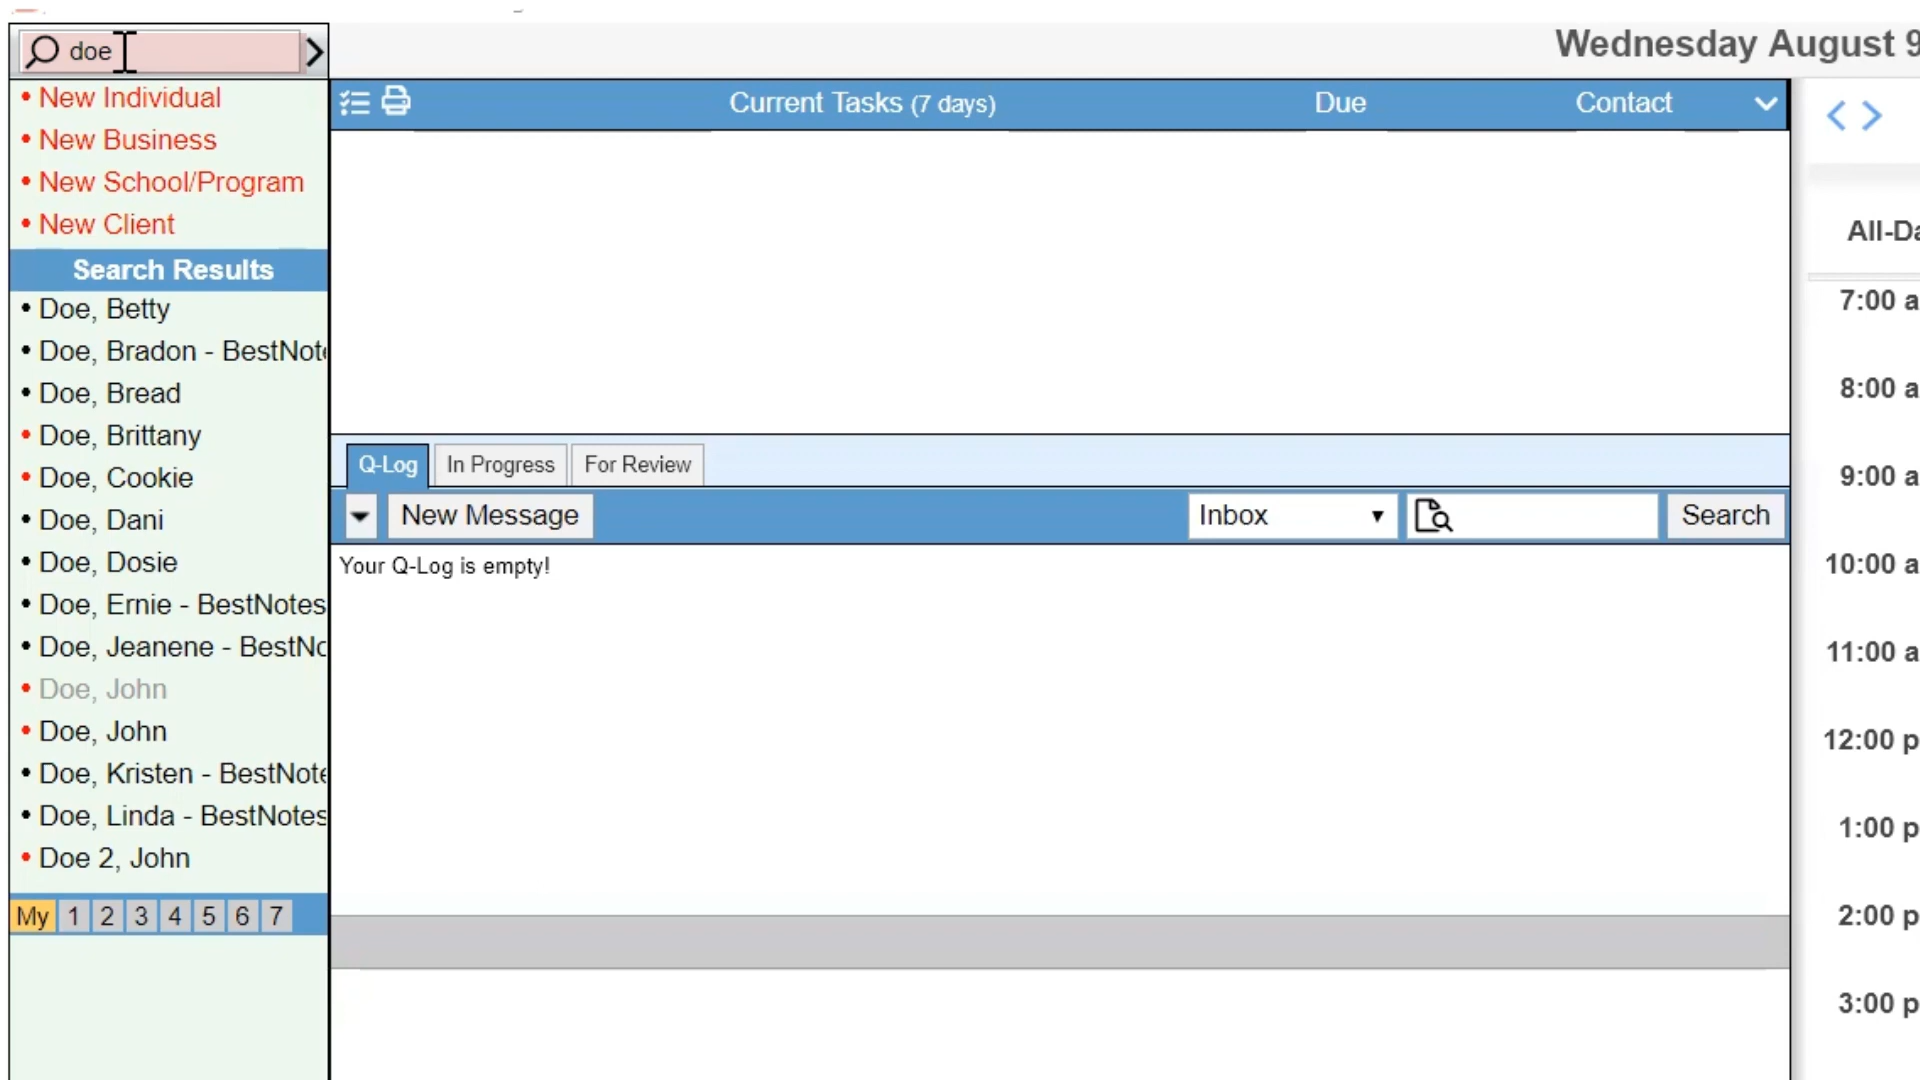 doe
Wednesday August 9
• New Individual
• New Business
• New School/Program
• New Client
Search Results
• Doe, Betty
• Doe, Bradon - BestNote
• Doe, Bread
• Doe, Brittany
• Doe, Cookie
• Doe, Dani
• Doe, Dosie
• Doe, Ernie - BestNotes
• Doe, Jeanene - BestNo
• Doe, John
• Doe, John
• Doe, Kristen - BestNote
• Doe, Linda - BestNotes
• Doe 2, John
My 1 2 3 4 5 6 7
Current Tasks (7 days) Due Contact
Q-Log In Progress For Review
New Message Inbox Search
Your Q-Log is empty!
All-Da
7:00 a
8:00 a
9:00 a
10:00 a
11:00 a
12:00 p
1:00 p
2:00 p
3:00 p